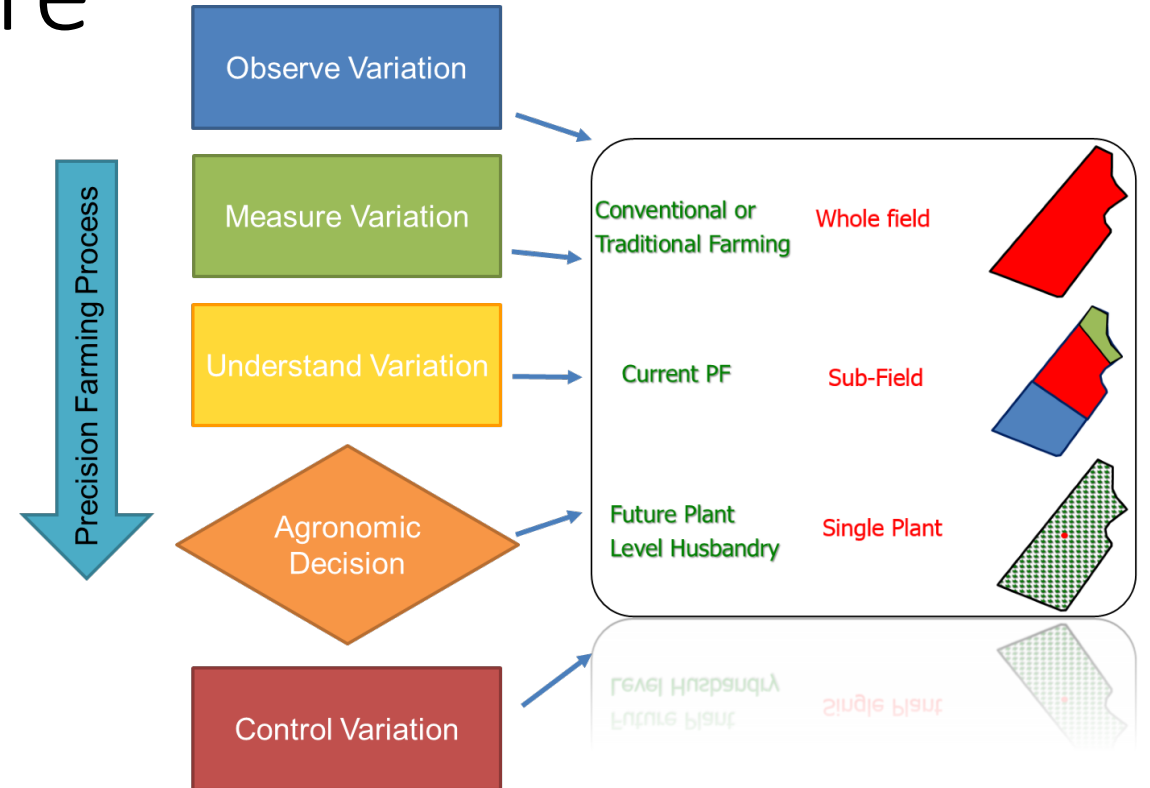 re
Observe Variation
Measure Variation
Understand Variation
Agronomic
Decision
Control Variation
Precision Farming Process
Conventional or
Traditional Farming
Whole field
Current PF
Sub-Field
Future Plant
Level Husbandry
Single Plant